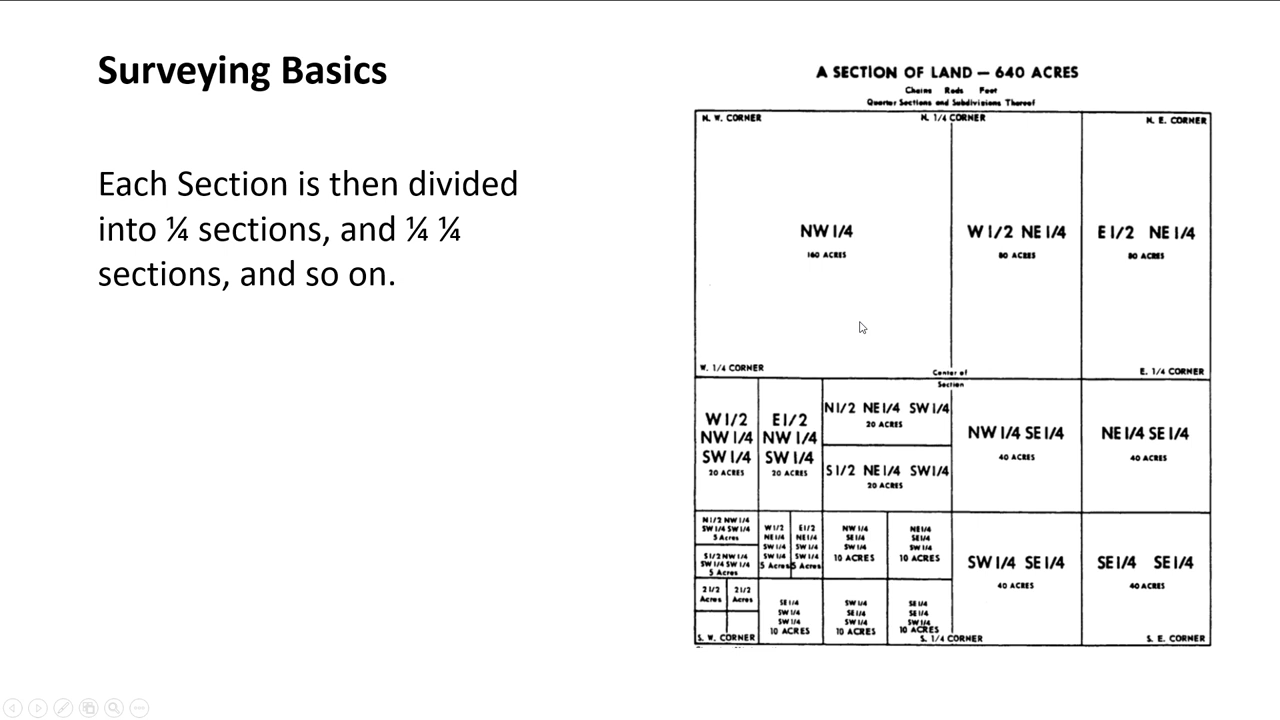 Surveying Basics
Each Section is then divided
into ¼ sections, and ¼ ¼
sections, and so on.
A SECTION OF LAND — 640 ACRES
Chains Rods Feet
Quarter Sections and Subdivisions Thereof
N. W. CORNER
N. 1/4 CORNER
N. E. CORNER
NW 1/4
160 ACRES
W 1/2 NE 1/4
80 ACRES
E 1/2 NE 1/4
80 ACRES
W. 1/4 CORNER
Center of
Section
E. 1/4 CORNER
W 1/2
NW 1/4
SW 1/4
20 ACRES
E 1/2
NW 1/4
SW 1/4
20 ACRES
N 1/2 NE 1/4 SW 1/4
20 ACRES
S 1/2 NE 1/4 SW 1/4
20 ACRES
NW 1/4 SE 1/4
40 ACRES
NE 1/4 SE 1/4
40 ACRES
N 1/2 NW 1/4
SW 1/4 SW 1/4
5 Acres
S 1/2 NW 1/4
SW 1/4 SW 1/4
5 Acres
W 1/2
NE 1/4
SW 1/4
SW 1/4
5 Acres
E 1/2
NE 1/4
SW 1/4
SW 1/4
5 Acres
NW 1/4
SE 1/4
SW 1/4
10 ACRES
NE 1/4
SE 1/4
SW 1/4
10 ACRES
SW 1/4 SE 1/4
40 ACRES
SE 1/4 SE 1/4
40 ACRES
2 1/2
Acres
2 1/2
Acres
SE 1/4
SW 1/4
SW 1/4
10 ACRES
SW 1/4
SE 1/4
SW 1/4
10 ACRES
SE 1/4
SE 1/4
SW 1/4
10 ACRES
S. W. CORNER
S. 1/4 CORNER
S. E. CORNER